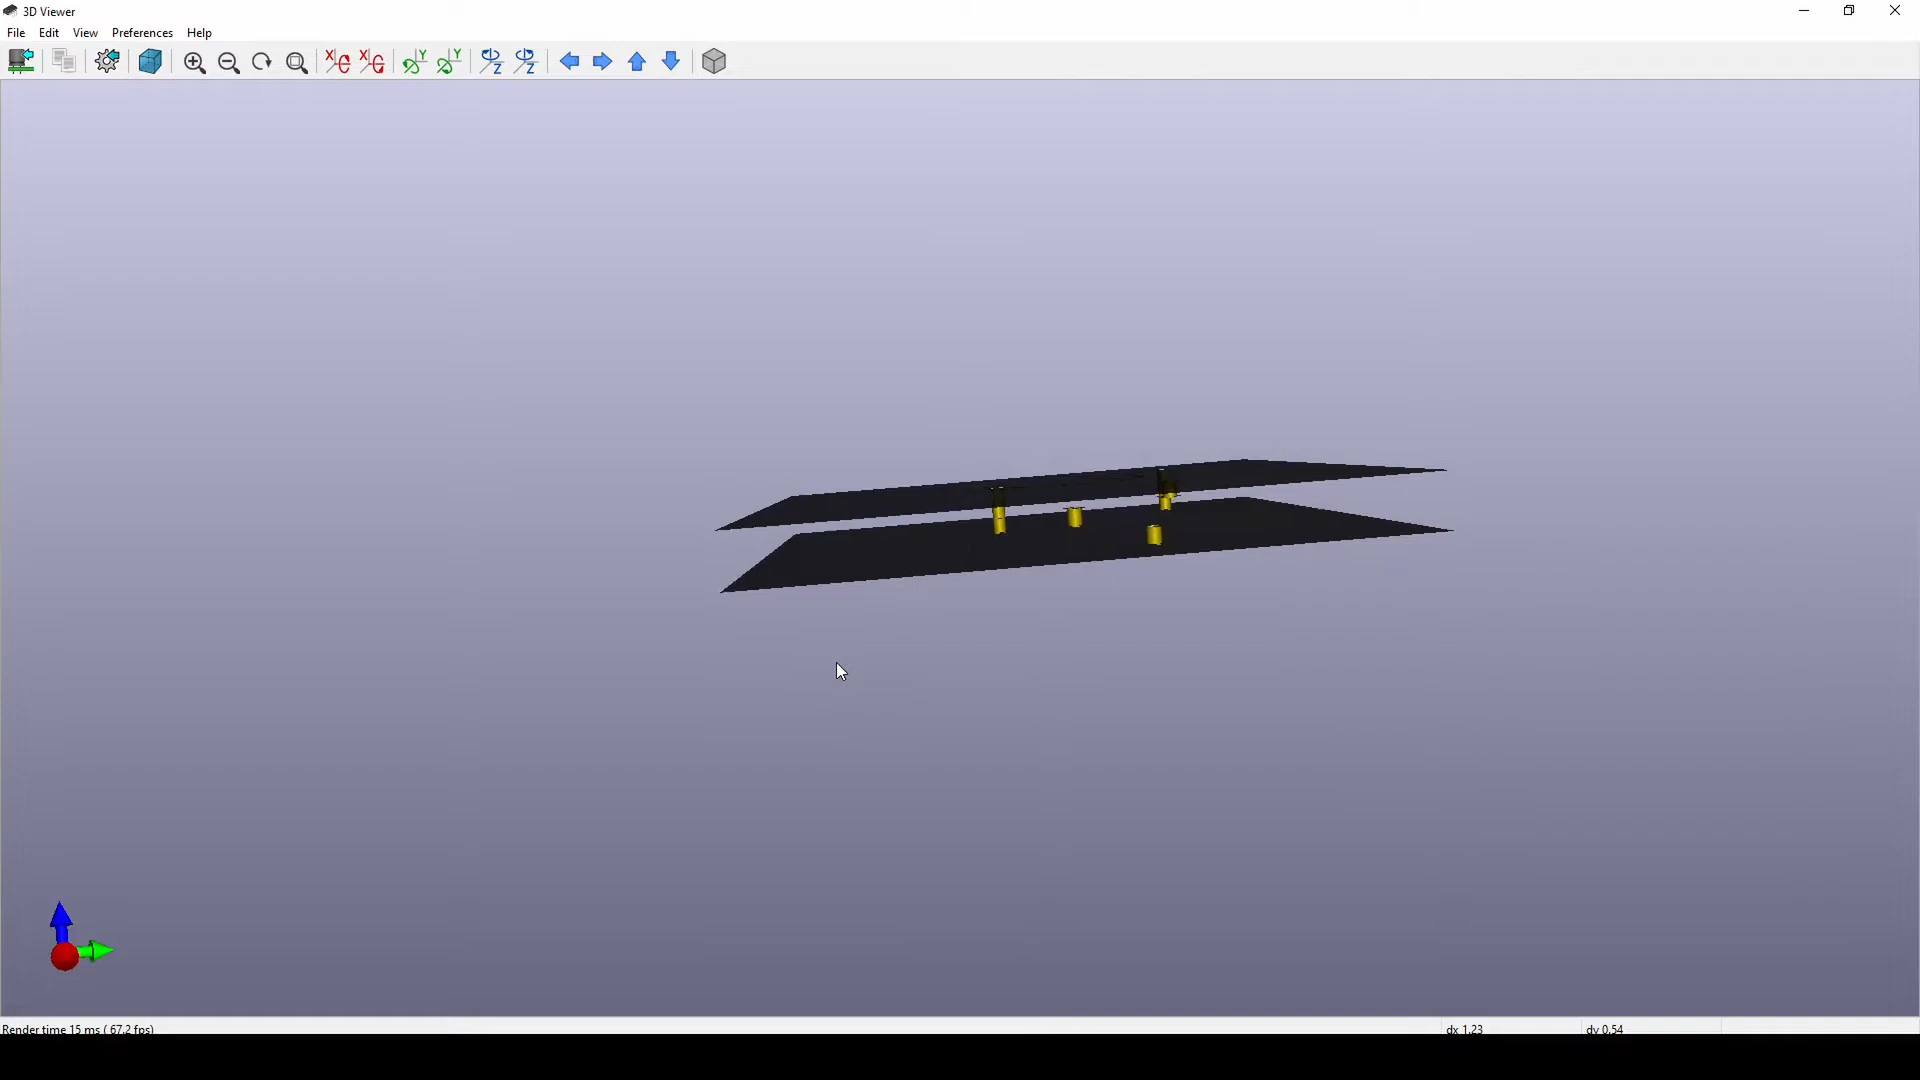 3D Viewer
File Edit View Preferences Help
X X Y Y Z Z
Render time 15 ms ( 67.2 fps) dx 1.23 dy 0.54